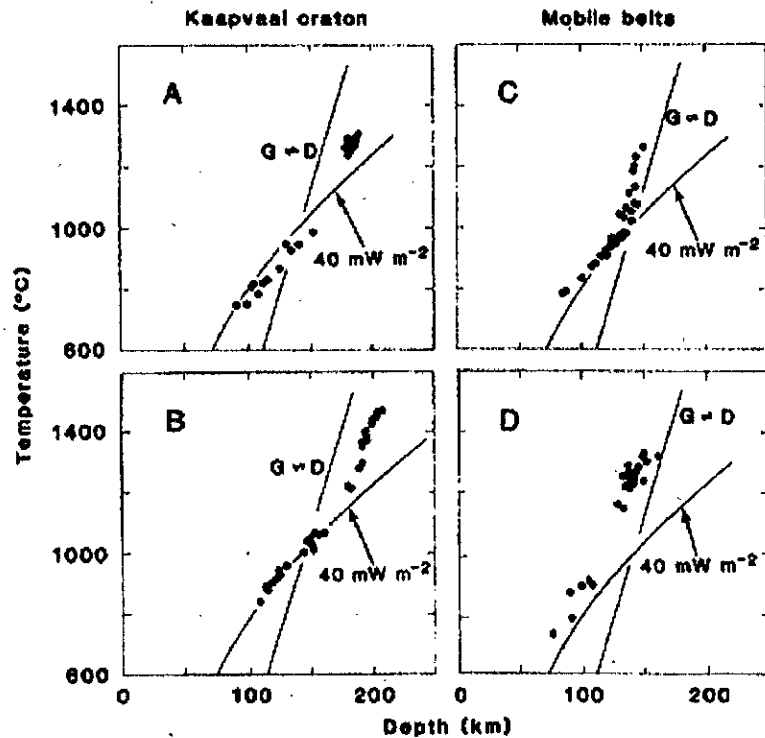 Kaapvaal craton
Mobile belts
A
G ⇌ D
40 mW m⁻²
C
G ⇌ D
40 mW m⁻²
B
G ⇌ D
40 mW m⁻²
D
G ⇌ D
40 mW m⁻²
Temperature (°C)
1400
1000
600
1400
1000
600
0
100
200
0
100
200
Depth (km)